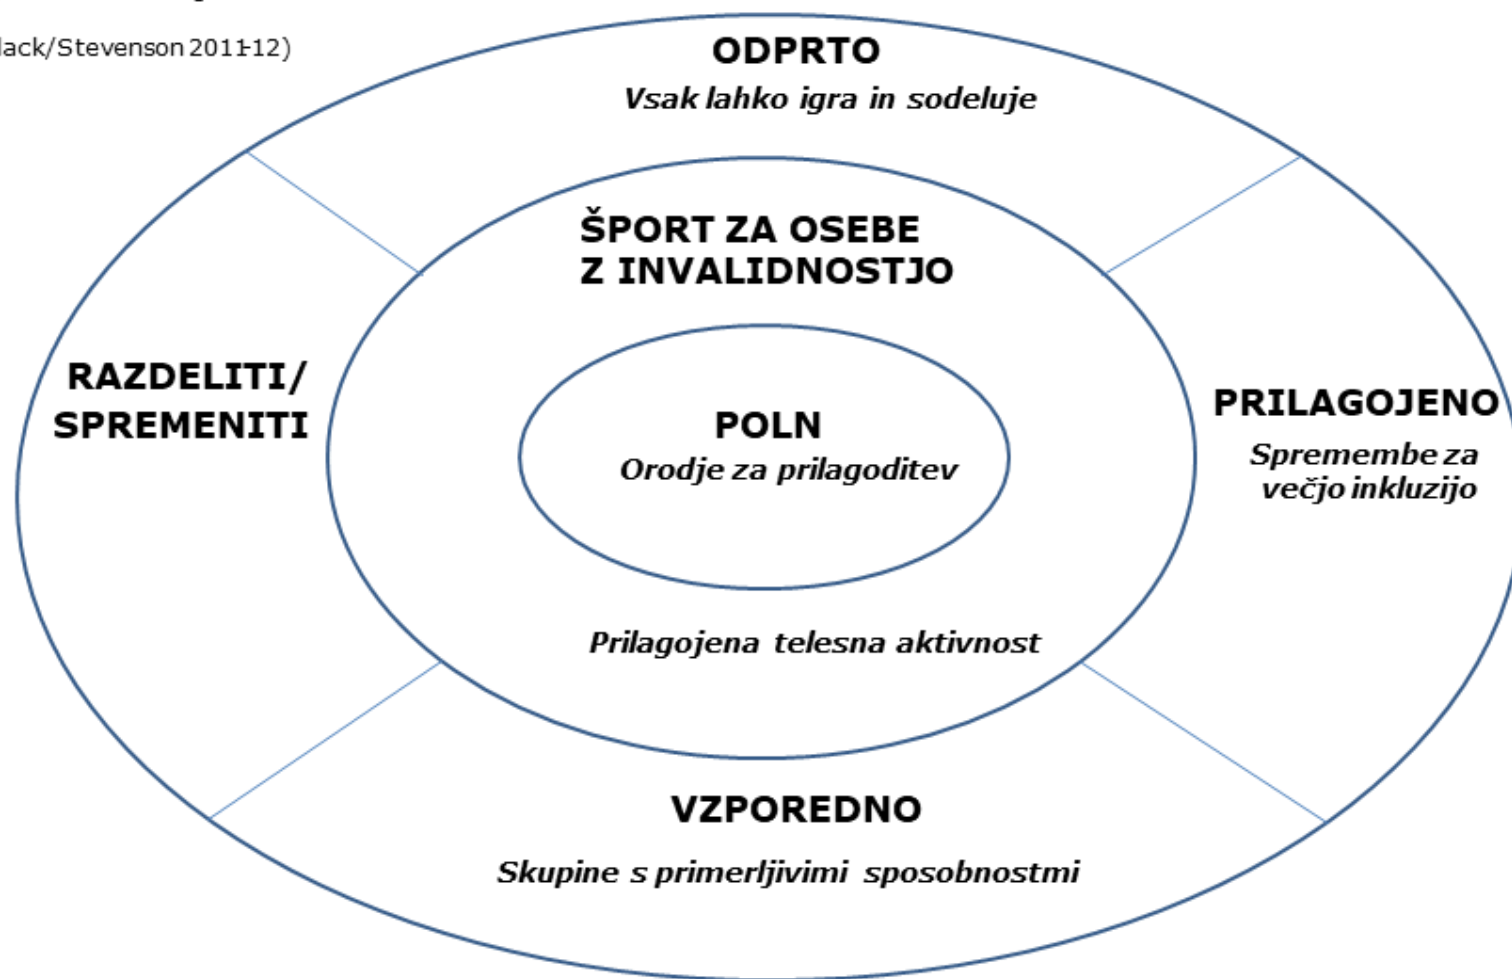 lack/Stevenson 2011-12)
ODPRTO
Vsak lahko igra in sodeluje
ŠPORT ZA OSEBE
Z INVALIDNOSTJO
RAZDELITI/
SPREMENITI
POLN
Orodje za prilagoditev
PRILAGOJENO
Spremembe za
večjo inkluzijo
Prilagojena telesna aktivnost
VZPOREDNO
Skupine s primerljivimi sposobnostmi